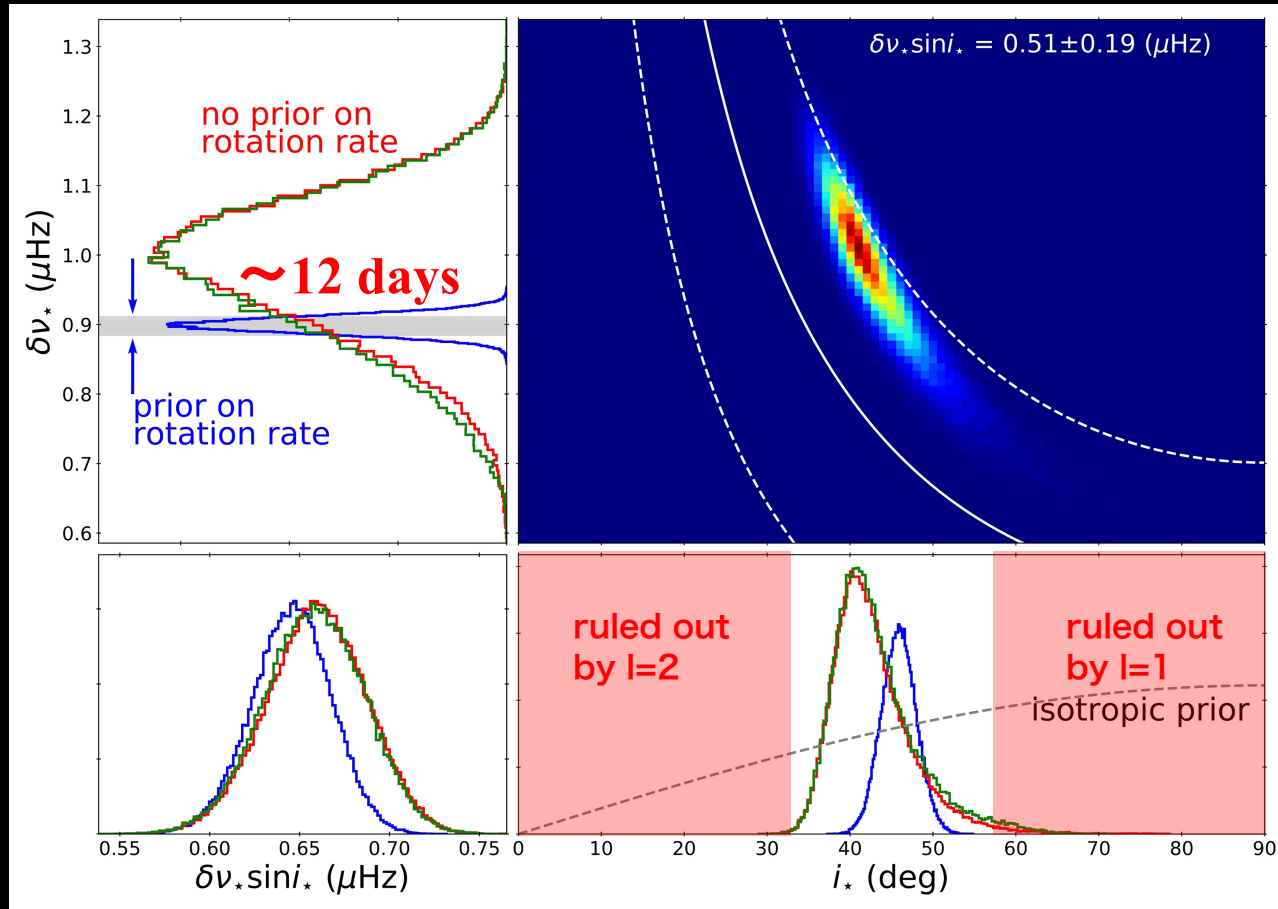 1.3
1.2
1.1
1.0
0.9
0.8
0.7
0.6
δν⋆ (μHz)
no prior on
rotation rate
~12 days
prior on
rotation rate
δν⋆sini⋆ = 0.51±0.19 (μHz)
ruled out
by l=2
ruled out
by l=1
isotropic prior
0.55 0.60 0.65 0.70 0.75
δν⋆sini⋆ (μHz)
0 10 20 30 40 50 60 70 80 90
i⋆ (deg)